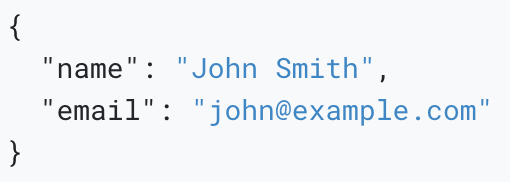 {
  "name": "John Smith",
  "email": "john@example.com"
}